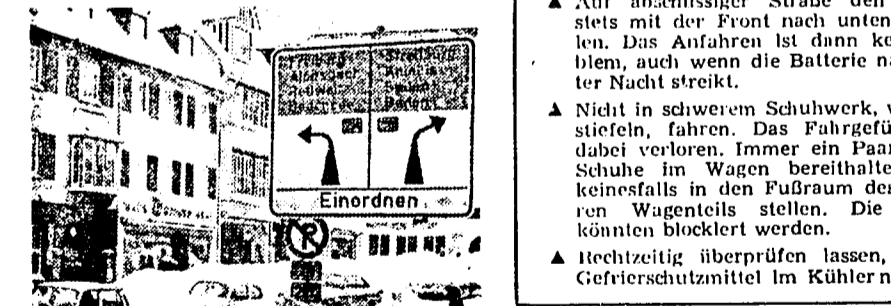 Freiburg
Einordnen
▲ Auf abschüssiger Straße den
stets mit der Front nach unten
len. Das Anfahren ist dann ke
blem, auch wenn die Batterie na
ter Nacht streikt.
▲ Nicht in schwerem Schuhwerk, v
stiefeln, fahren. Das Fahrgefü
dabei verloren. Immer ein Paar
Schuhe im Wagen bereithalte
keinesfalls in den Fußraum des
ren Wagenteils stellen. Die
könnten blockiert werden.
▲ Rechtzeitig überprüfen lassen,
Gefrierschutzmittel im Kühler n